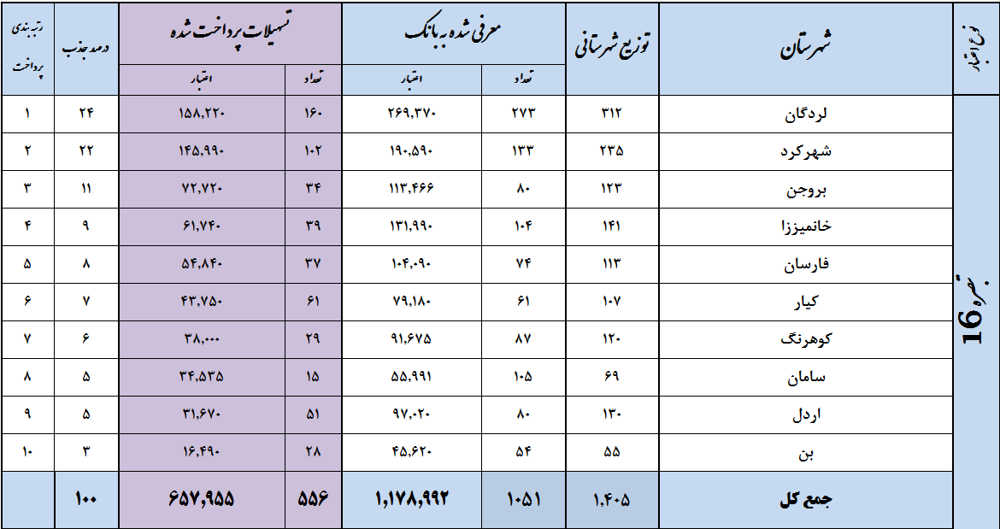 نوع اعتبار شهرستان توزیع شهرستانی معرفی شده به بانک تسهیلات پرداخت شده درصد جذب رتبه بندی پرداخت
تعداد اعتبار تعداد اعتبار
تبصره 16
لردگان ۳۱۲ ۲۷۳ ۲۶۹,۳۷۰ ۱۶۰ ۱۵۸,۲۲۰ ۲۴ ۱
شهرکرد ۲۳۵ ۱۳۳ ۱۹۰,۵۹۰ ۱۰۲ ۱۴۵,۹۹۰ ۲۲ ۲
بروجن ۱۲۳ ۸۰ ۱۱۳,۴۶۶ ۳۴ ۷۲,۷۲۰ ۱۱ ۳
خانمیززا ۱۴۱ ۱۰۴ ۱۳۱,۹۹۰ ۳۹ ۶۱,۷۴۰ ۹ ۴
فارسان ۱۱۳ ۷۴ ۱۰۴,۰۹۰ ۳۷ ۵۴,۸۴۰ ۸ ۵
کیار ۱۰۷ ۶۱ ۷۹,۱۸۰ ۶۱ ۴۳,۷۵۰ ۷ ۶
کوهرنگ ۱۲۰ ۸۷ ۹۱,۶۷۵ ۲۹ ۳۸,۰۰۰ ۶ ۷
سامان ۶۹ ۱۰۵ ۵۵,۹۹۱ ۱۵ ۳۴,۵۳۵ ۵ ۸
اردل ۱۳۰ ۸۰ ۹۷,۰۲۰ ۵۱ ۳۱,۶۷۰ ۵ ۹
بن ۵۵ ۵۴ ۴۵,۶۲۰ ۲۸ ۱۶,۴۹۰ ۳ ۱۰
جمع کل ۱,۴۰۵ ۱۰۵۱ ۱,۱۷۸,۹۹۲ ۵۵۶ ۶۵۷,۹۵۵ ۱۰۰